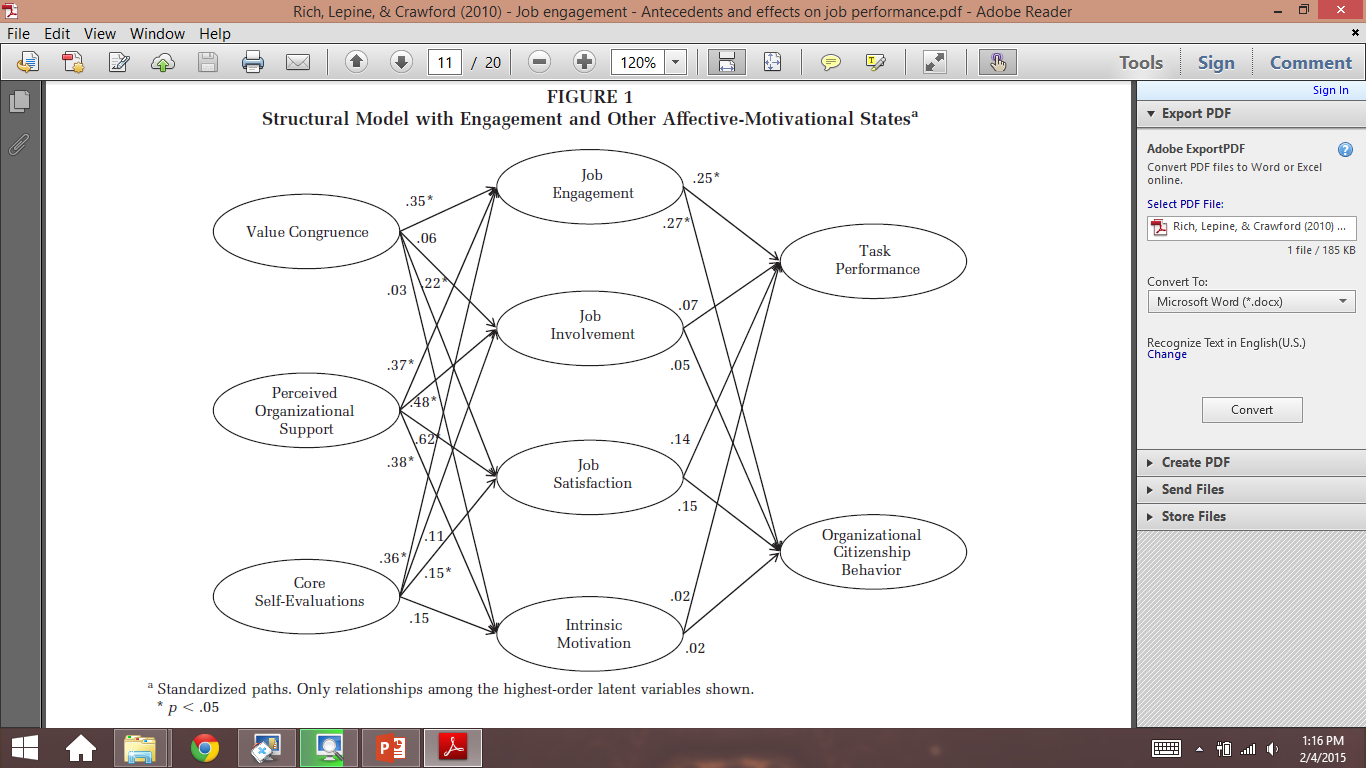 Rich, Lepine, & Crawford (2010) - Job engagement - Antecedents and effects on job performance.pdf - Adobe Reader
File Edit View Window Help
11 / 20 120% Tools Sign Comment
Sign In
Export PDF
Adobe ExportPDF
Convert PDF files to Word or Excel
online.
Select PDF File:
Rich, Lepine, & Crawford (2010) ...
1 file / 185 KB
Convert To:
Microsoft Word (*.docx)
Recognize Text in English(U.S.)
Change
Convert
Create PDF
Send Files
Store Files
FIGURE 1
Structural Model with Engagement and Other Affective-Motivational Statesa
Value Congruence
Perceived
Organizational
Support
Core
Self-Evaluations
.35*
.06
.22*
.03
.37*
.48*
.62*
.38*
.11
.36*
.15*
.15
Job
Engagement
Job
Involvement
Job
Satisfaction
Intrinsic
Motivation
.25*
.27*
.07
.05
.14
.15
.02
.02
Task
Performance
Organizational
Citizenship
Behavior
a Standardized paths. Only relationships among the highest-order latent variables shown.
* p < .05
1:16 PM
2/4/2015